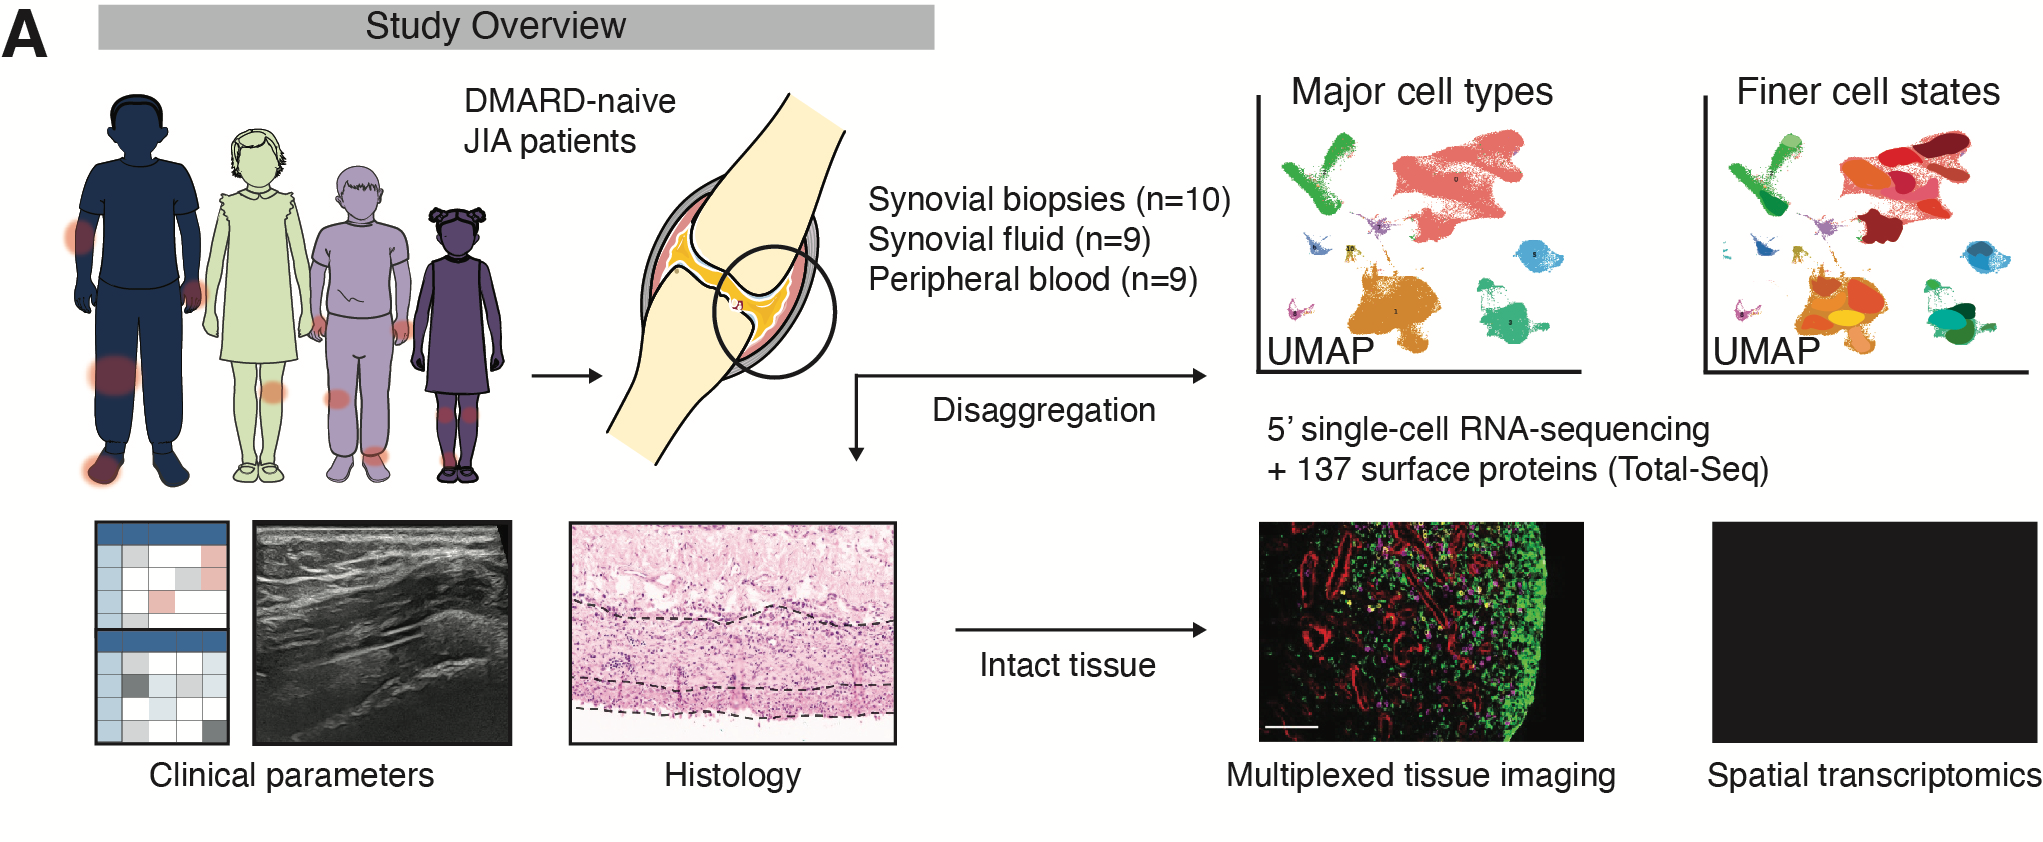 A
Study Overview
DMARD-naive
JIA patients
Synovial biopsies (n=10)
Synovial fluid (n=9)
Peripheral blood (n=9)
Disaggregation
Major cell types
UMAP
Finer cell states
UMAP
5’ single-cell RNA-sequencing
+ 137 surface proteins (Total-Seq)
Clinical parameters
Histology
Intact tissue
Multiplexed tissue imaging
Spatial transcriptomics